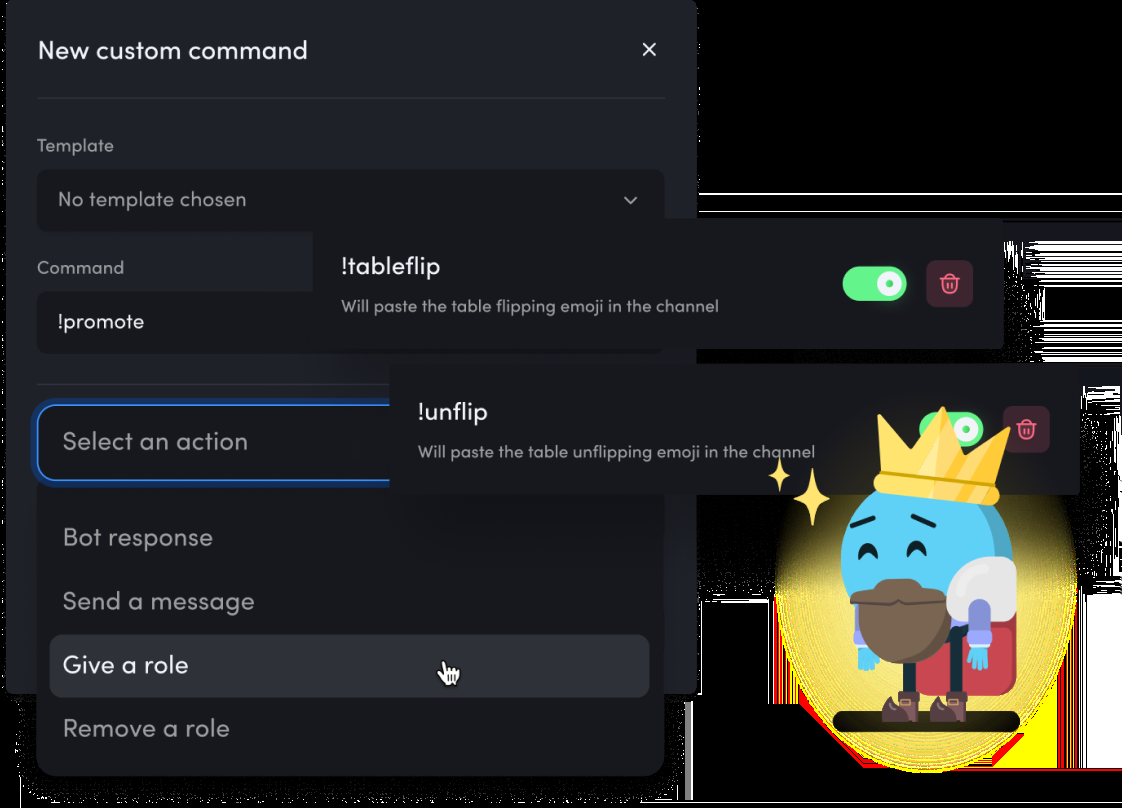 New custom command
Template
No template chosen
Command
!promote
!tableflip
Will paste the table flipping emoji in the channel
!unflip
Will paste the table unflipping emoji in the channel
Select an action
Bot response
Send a message
Give a role
Remove a role